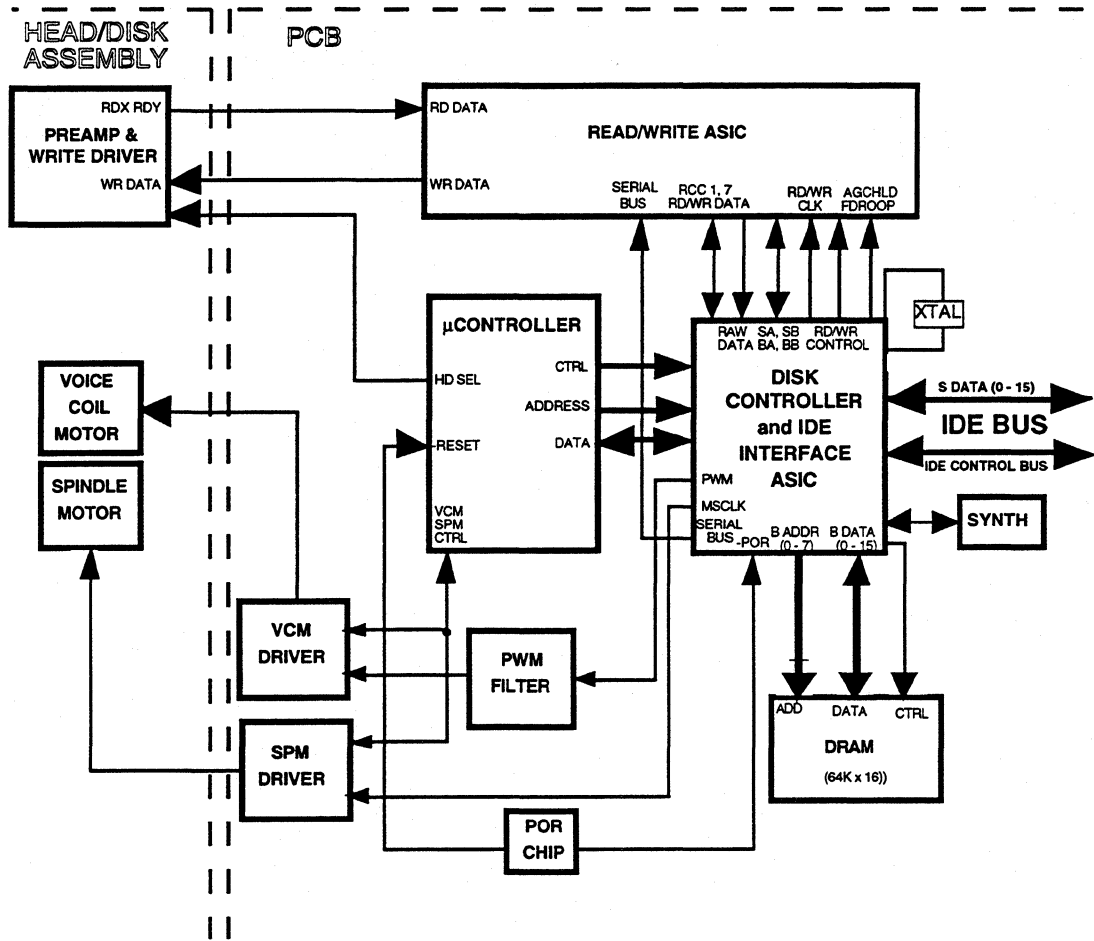 HEAD/DISK
ASSEMBLY
PCB
RDX RDY
PREAMP &
WRITE DRIVER
WR DATA
RD DATA
READ/WRITE ASIC
WR DATA
SERIAL
BUS
RCC 1, 7
RD/WR DATA
RD/WR
CLK
AGCHLD
FDROOP
µCONTROLLER
CTRL
HD SEL
ADDRESS
DATA
-RESET
VCM
SPM
CTRL
RAW
DATA
SA, SB
BA, BB
RD/WR
CONTROL
XTAL
DISK
CONTROLLER
and IDE
INTERFACE
ASIC
PWM
MSCLK
SERIAL
BUS
-POR
B ADDR
(0 - 7)
B DATA
(0 - 15)
S DATA (0 - 15)
IDE BUS
IDE CONTROL BUS
SYNTH
VOICE
COIL
MOTOR
SPINDLE
MOTOR
VCM
DRIVER
PWM
FILTER
SPM
DRIVER
POR
CHIP
ADD
DATA
CTRL
DRAM
(64K x 16))